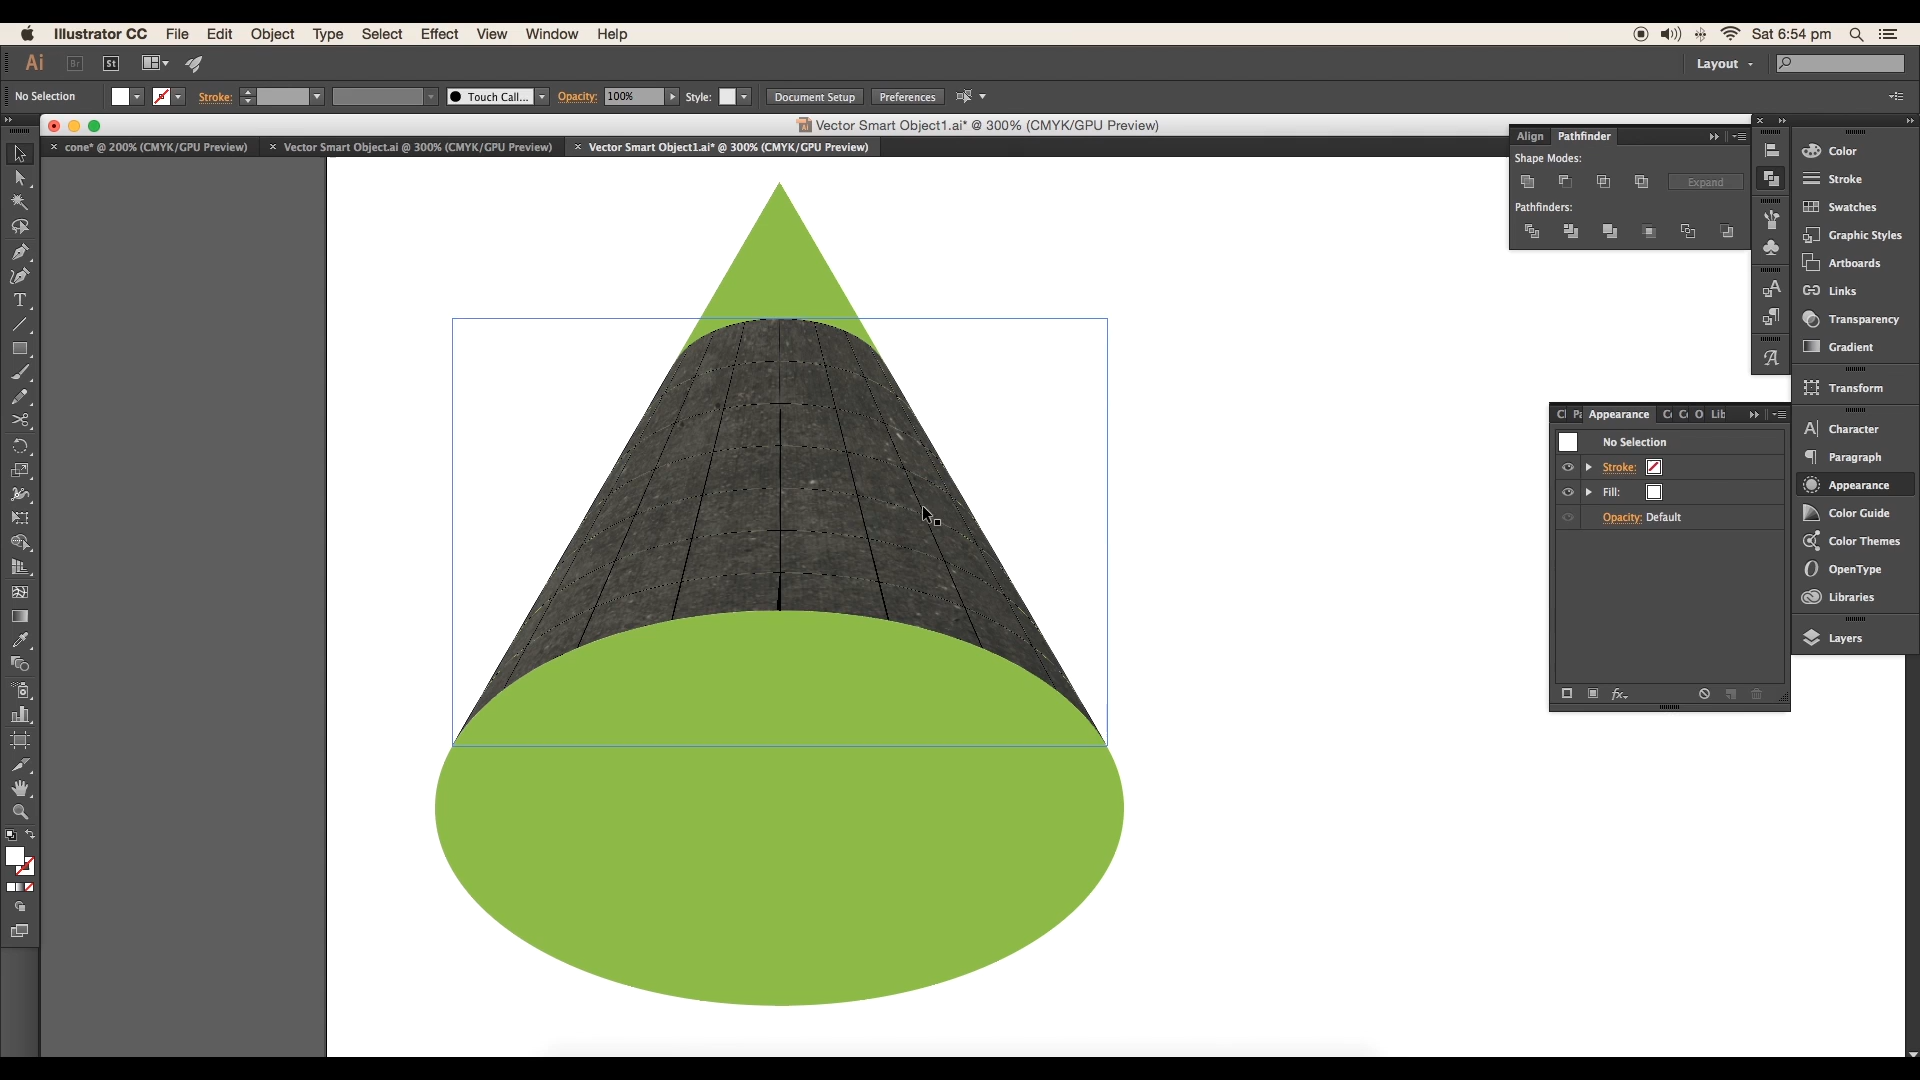 Illustrator CC File Edit Object Type Select Effect View Window Help Sat 6:54 pm
Ai Br St Layout
No Selection Stroke: Touch Call... Opacity: 100% Style: Document Setup Preferences
Vector Smart Object1.ai* @ 300% (CMYK/GPU Preview)
cone* @ 200% (CMYK/GPU Preview) Vector Smart Object.ai @ 300% (CMYK/GPU Preview) Vector Smart Object1.ai* @ 300% (CMYK/GPU Preview)
Align Pathfinder
Shape Modes:
Expand
Pathfinders:
Color
Stroke
Swatches
Graphic Styles
Artboards
Links
Transparency
Gradient
Transform
Character
Paragraph
Appearance
Color Guide
Color Themes
OpenType
Libraries
Layers
Appearance O Lib
No Selection
Stroke:
Fill:
Opacity: Default